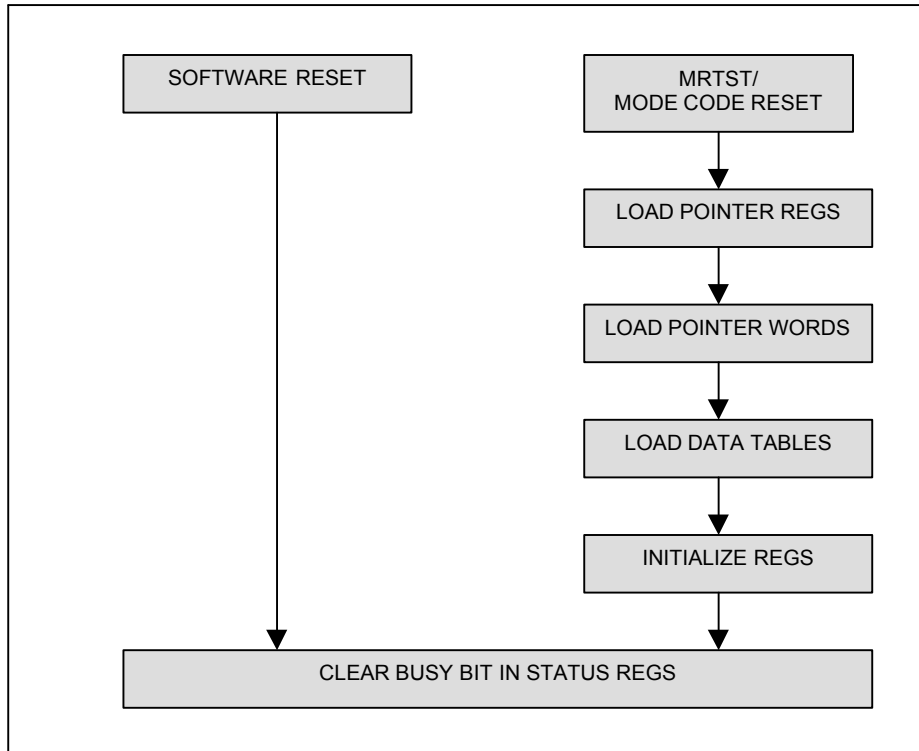 SOFTWARE RESET
MRTST/
MODE CODE RESET
LOAD POINTER REGS
LOAD POINTER WORDS
LOAD DATA TABLES
INITIALIZE REGS
CLEAR BUSY BIT IN STATUS REGS